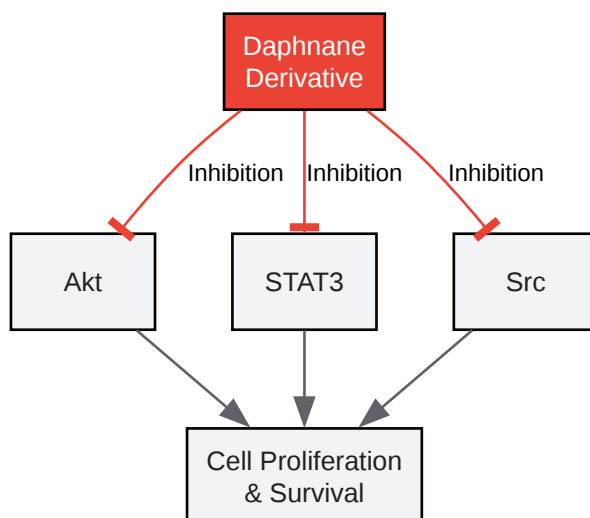 Daphnane
Derivative
Inhibition
Inhibition
Inhibition
Akt
STAT3
Src
Cell Proliferation
& Survival